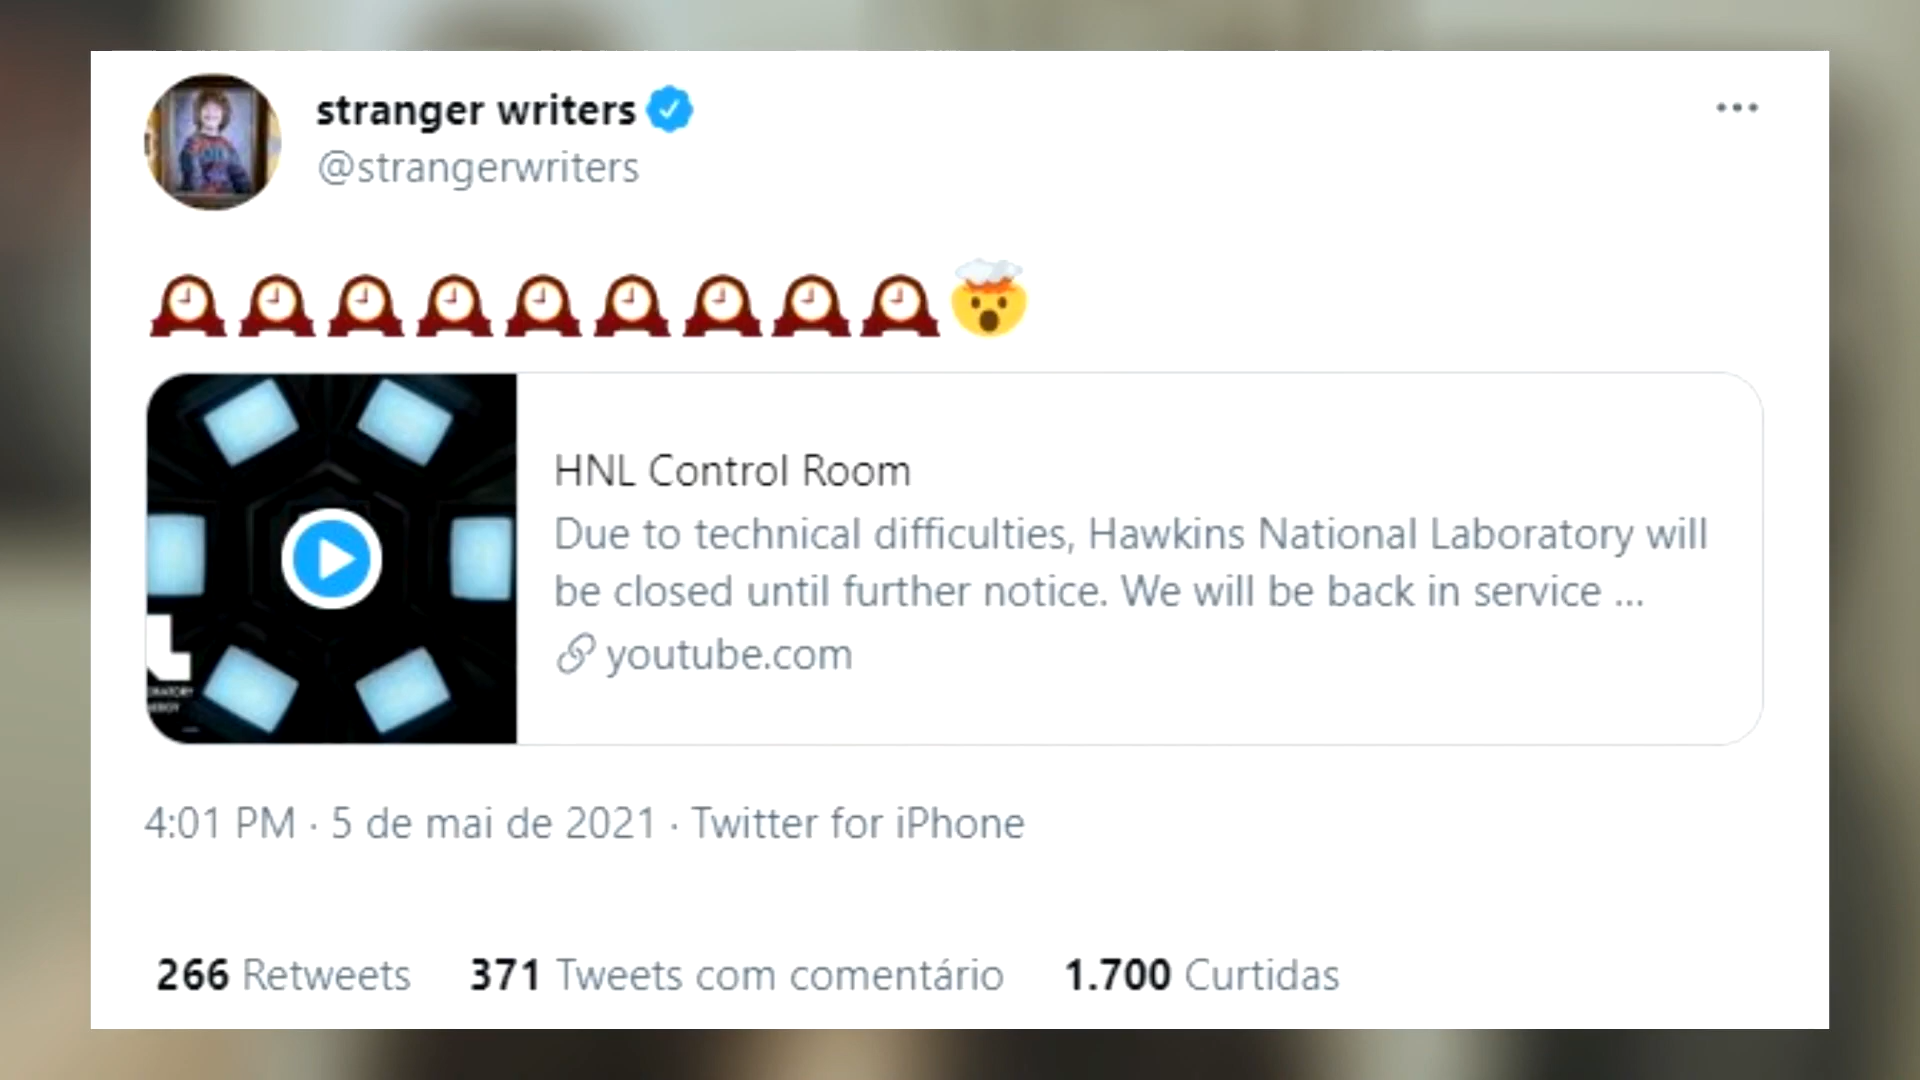 stranger writers
@strangerwriters
🕰🕰🕰🕰🕰🕰🕰🕰🕰🤯
HNL Control Room
Due to technical difficulties, Hawkins National Laboratory will
be closed until further notice. We will be back in service ...
youtube.com
4:01 PM · 5 de mai de 2021 · Twitter for iPhone
266 Retweets 371 Tweets com comentário 1.700 Curtidas